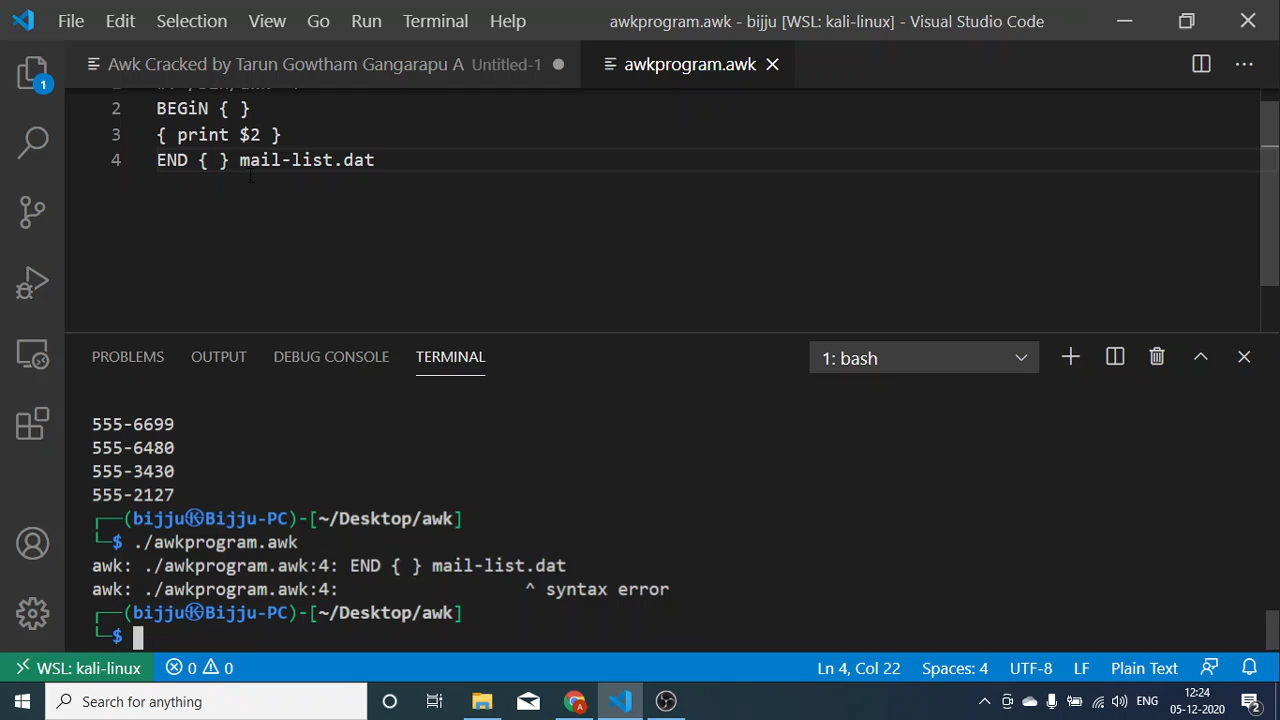 File Edit Selection View Go Run Terminal Help awkprogram.awk - bijju [WSL: kali-linux] - Visual Studio Code
Awk Cracked by Tarun Gowtham Gangarapu A Untitled-1
awkprogram.awk
1
2 BEGiN { }
3 { print $2 }
4 END { } mail-list.dat
PROBLEMS OUTPUT DEBUG CONSOLE TERMINAL 1: bash
555-6699
555-6480
555-3430
555-2127
(bijju㉿Bijju-PC)-[~/Desktop/awk]
$ ./awkprogram.awk
awk: ./awkprogram.awk:4: END { } mail-list.dat
awk: ./awkprogram.awk:4: ^ syntax error
(bijju㉿Bijju-PC)-[~/Desktop/awk]
$
WSL: kali-linux 0 0 Ln 4, Col 22 Spaces: 4 UTF-8 LF Plain Text
Search for anything
ENG
12:24
05-12-2020
1
2